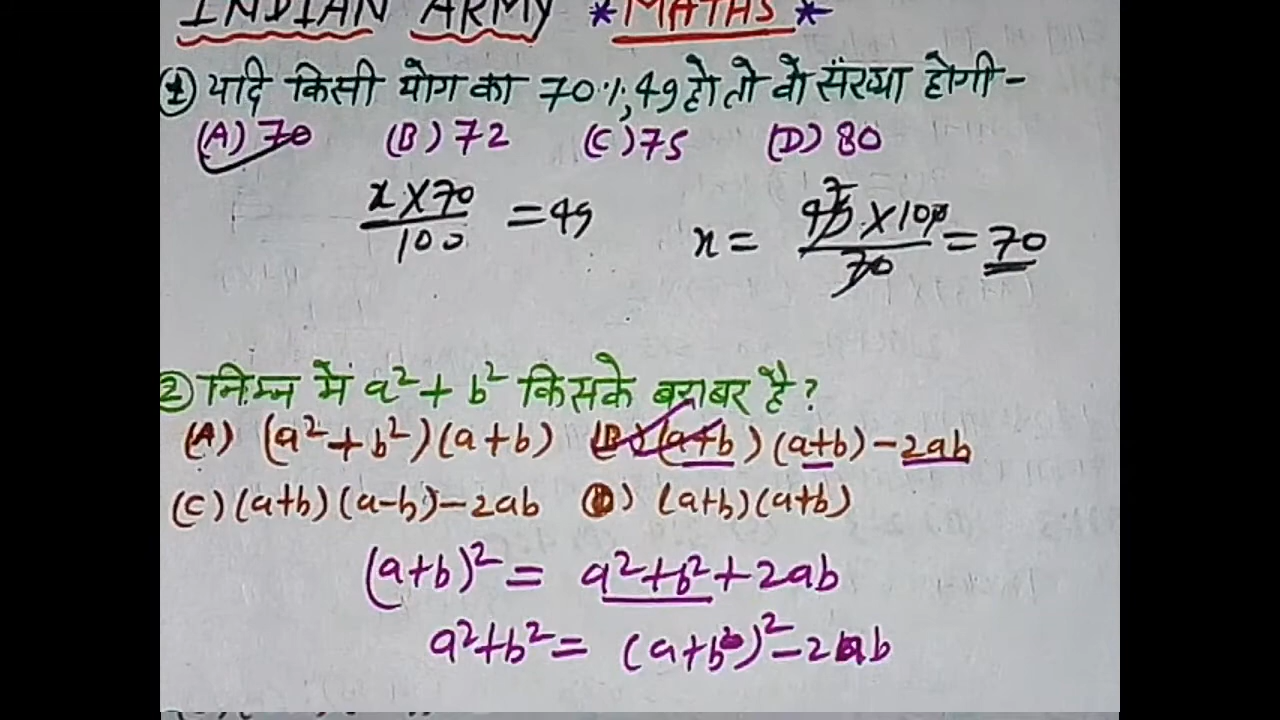 INDIAN ARMY *MATHS*
① यदि किसी योग का 70%, 49 हो तो वो संख्या होगी-
(A) 70 (B) 72 (C) 75 (D) 80
x×70/100 = 49 x = 49×100/70 = 70
7
② निम्न में a²+b² किसके बराबर है?
(A) (a²+b²)(a+b) (B) (a+b)(a+b)-2ab
(C) (a+b)(a-b)-2ab (D) (a+b)(a+b)
(a+b)² = a²+b²+2ab
a²+b² = (a+b)²-2ab